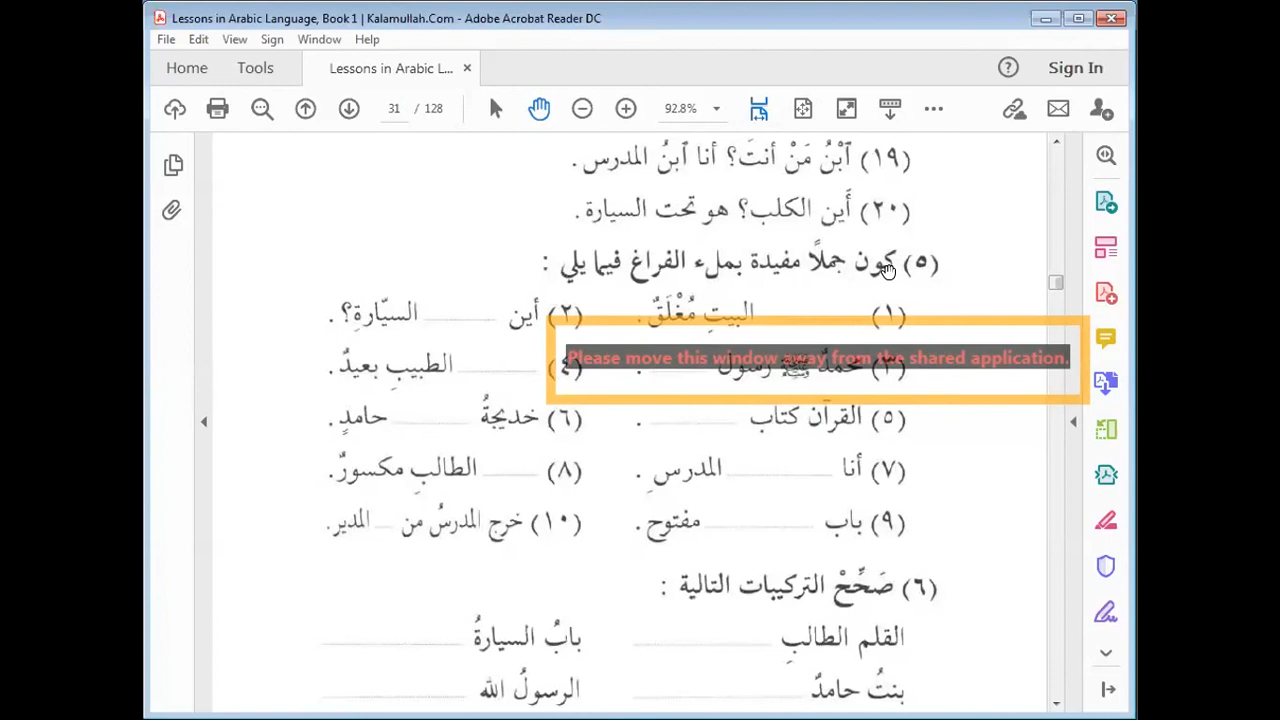 Lessons in Arabic Language, Book 1 | Kalamullah.Com - Adobe Acrobat Reader DC
File Edit View Sign Window Help
Home Tools Lessons in Arabic L... × Sign In
31 / 128 92.8%
(١٩) ٱبْنُ مَنْ أنتَ؟ أنا ٱبنُ المدرس .
(٢٠) أَين الكلب؟ هو تحت السيارة .
(٥) كون جملاً مفيدة بملء الفراغ فيما يلي :
(١) البيتِ مُغْلَقٌ . (٢) أين السيّارةِ؟ .
Please move this window away from the shared application.
(٣) محمدٌ ﷺ رسول . (٤) الطبيبِ بعيدٌ .
(٥) القرآن كتاب . (٦) خديجةُ حامدٍ .
(٧) أنا المدرسِ . (٨) الطالبِ مكسورٌ .
(٩) باب مفتوح . (١٠) خرج المدرسُ من المدير .
(٦) صَحِّحْ التركيبات التالية :
القلم الطالبِ بابُ السيارةُ
بنتُ حامدٌ الرسولُ الله